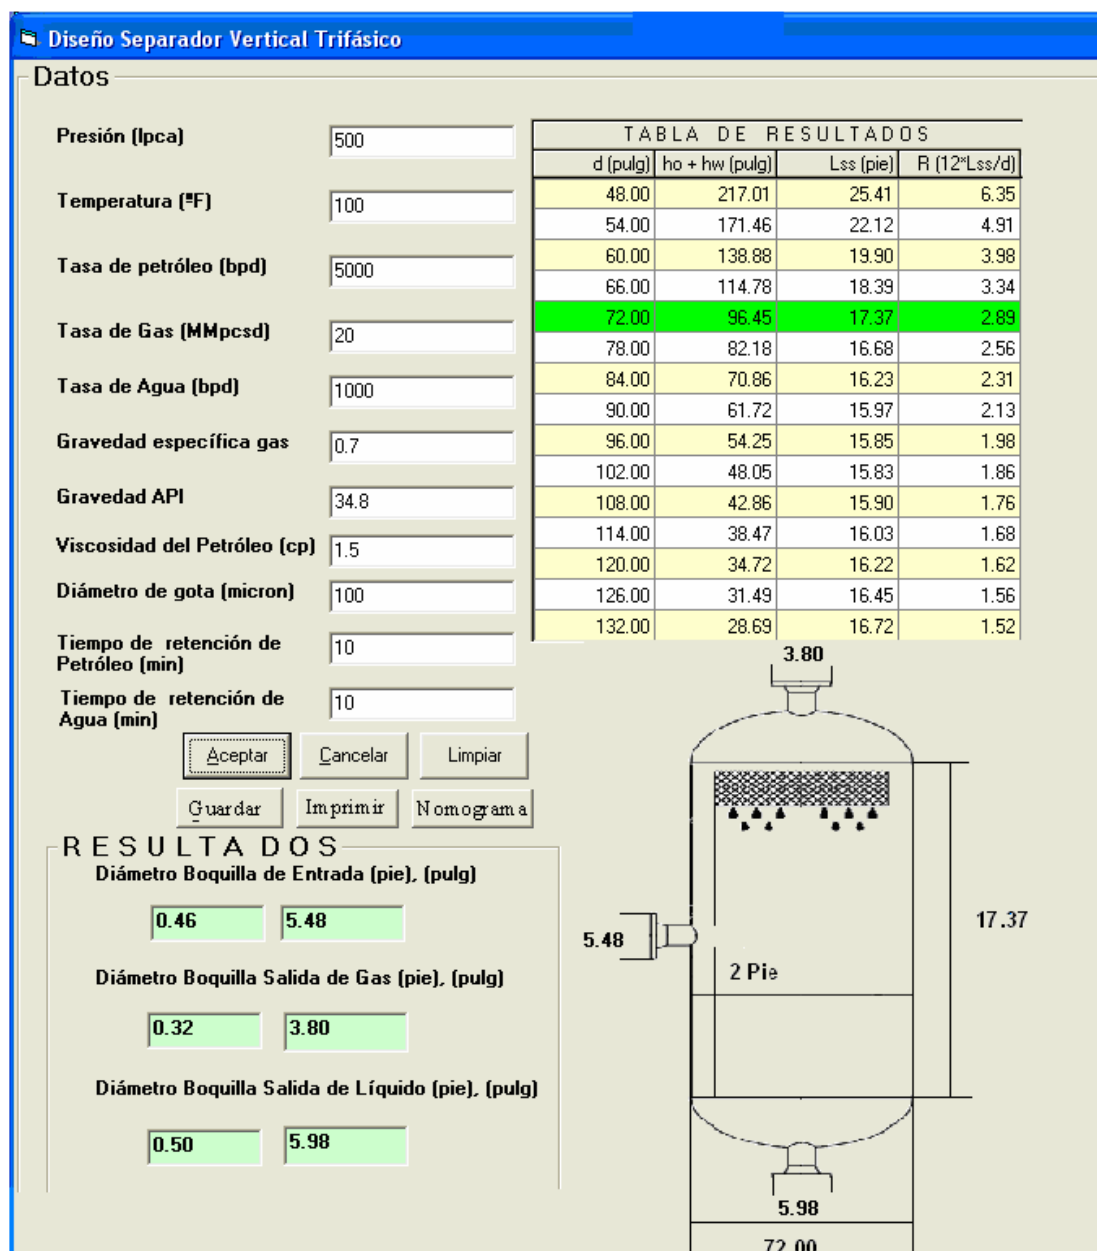 Diseño Separador Vertical Trifásico
Datos
Presión (lpca) 500
Temperatura (ºF) 100
Tasa de petróleo (bpd) 5000
Tasa de Gas (MMpcsd) 20
Tasa de Agua (bpd) 1000
Gravedad específica gas 0.7
Gravedad API 34.8
Viscosidad del Petróleo (cp) 1.5
Diámetro de gota (micron) 100
Tiempo de retención de
Petróleo (min) 10
Tiempo de retención de
Agua (min) 10
Aceptar Cancelar Limpiar
Guardar Imprimir Nomograma
TABLA DE RESULTADOS
d (pulg) ho + hw (pulg) Lss (pie) R (12*Lss/d)
48.00 217.01 25.41 6.35
54.00 171.46 22.12 4.91
60.00 138.88 19.90 3.98
66.00 114.78 18.39 3.34
72.00 96.45 17.37 2.89
78.00 82.18 16.68 2.56
84.00 70.86 16.23 2.31
90.00 61.72 15.97 2.13
96.00 54.25 15.85 1.98
102.00 48.05 15.83 1.86
108.00 42.86 15.90 1.76
114.00 38.47 16.03 1.68
120.00 34.72 16.22 1.62
126.00 31.49 16.45 1.56
132.00 28.69 16.72 1.52
RESULTADOS
Diámetro Boquilla de Entrada (pie), (pulg)
0.46 5.48
Diámetro Boquilla Salida de Gas (pie), (pulg)
0.32 3.80
Diámetro Boquilla Salida de Líquido (pie), (pulg)
0.50 5.98
3.80
17.37
5.48
2 Pie
5.98
72.00